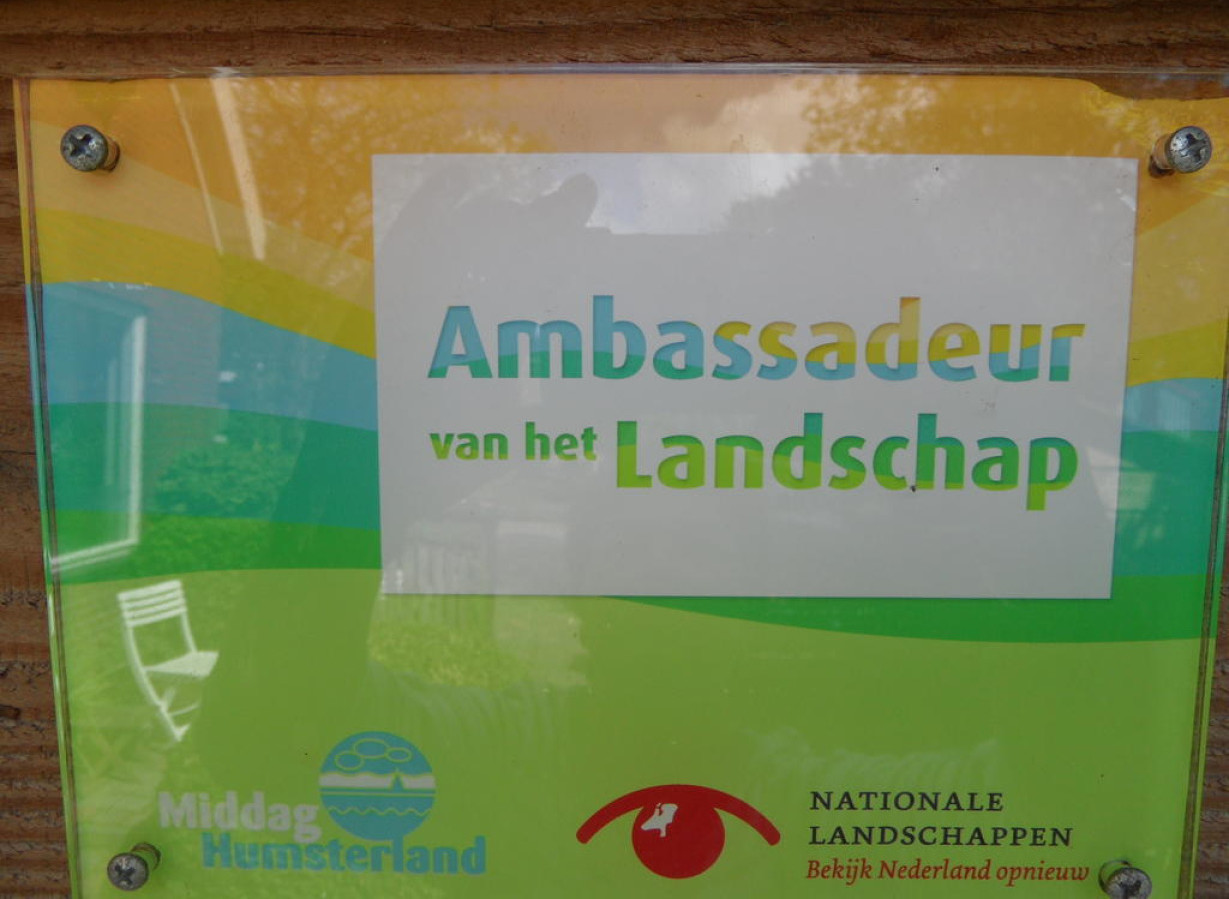 Ambassadeur
van het Landschap
Middag
Humsterland
NATIONALE
LANDSCHAPPEN
Bekijk Nederland opnieuw